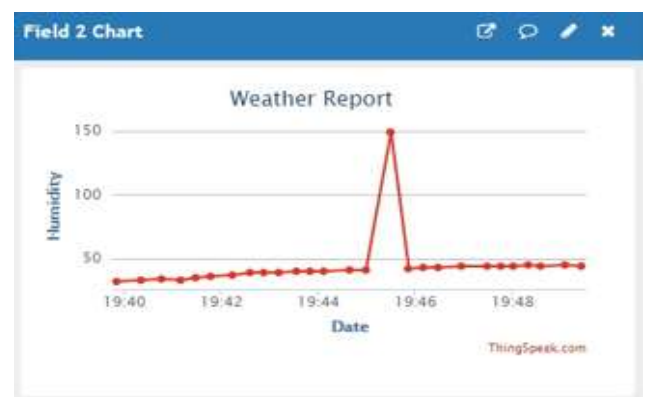 Field 2 Chart
Weather Report
150
100
50
Humidity
19:40 19:42 19:44 19:46 19:48
Date
ThingSpeak.com